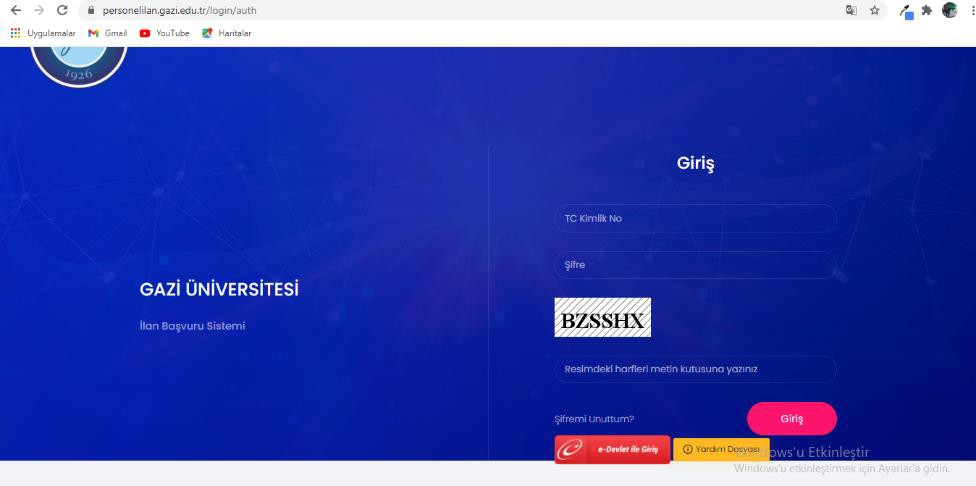 personelilan.gazi.edu.tr/login/auth
Uygulamalar Gmail YouTube Haritalar
1926
Giriş
TC Kimlik No
Şifre
GAZİ ÜNİVERSİTESİ
İlan Başvuru Sistemi
BZSSHX
Resimdeki harfleri metin kutusuna yazınız
Şifremi Unuttum?
Giriş
e-Devlet ile Giriş
Yardım Dosyası
Windows'u Etkinleştir
Windows'u etkinleştirmek için Ayarlar'a gidin.